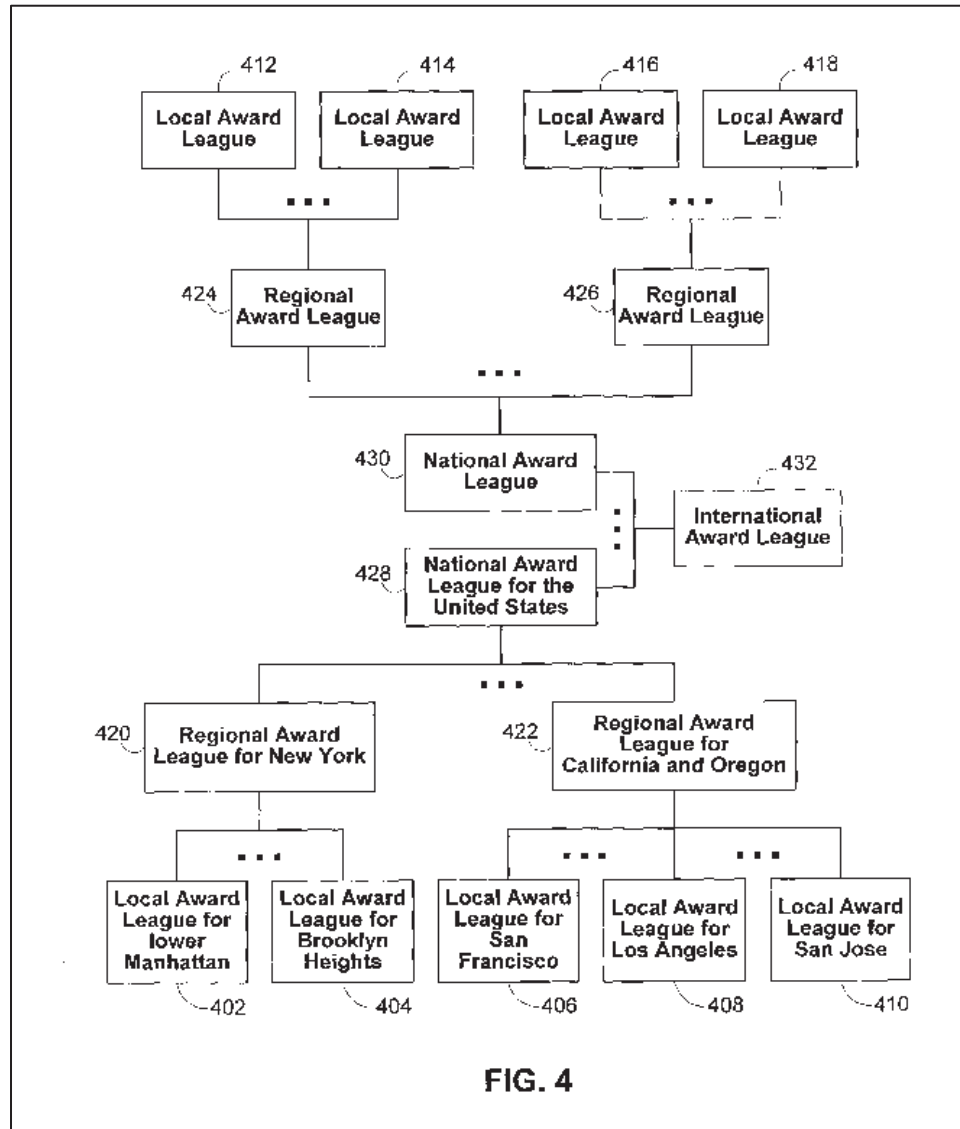 412
414
416
418
Local Award
League
Local Award
League
Local Award
League
Local Award
League
424
Regional
Award League
426
Regional
Award League
430
National Award
League
432
International
Award League
428
National Award
League for the
United States
420
Regional Award
League for New York
422
Regional Award
League for
California and Oregon
Local Award
League for
lower
Manhattan
Local Award
League for
Brooklyn
Heights
Local Award
League for
San
Francisco
Local Award
League for
Los Angeles
Local Award
League for
San Jose
402
404
406
408
410
FIG. 4